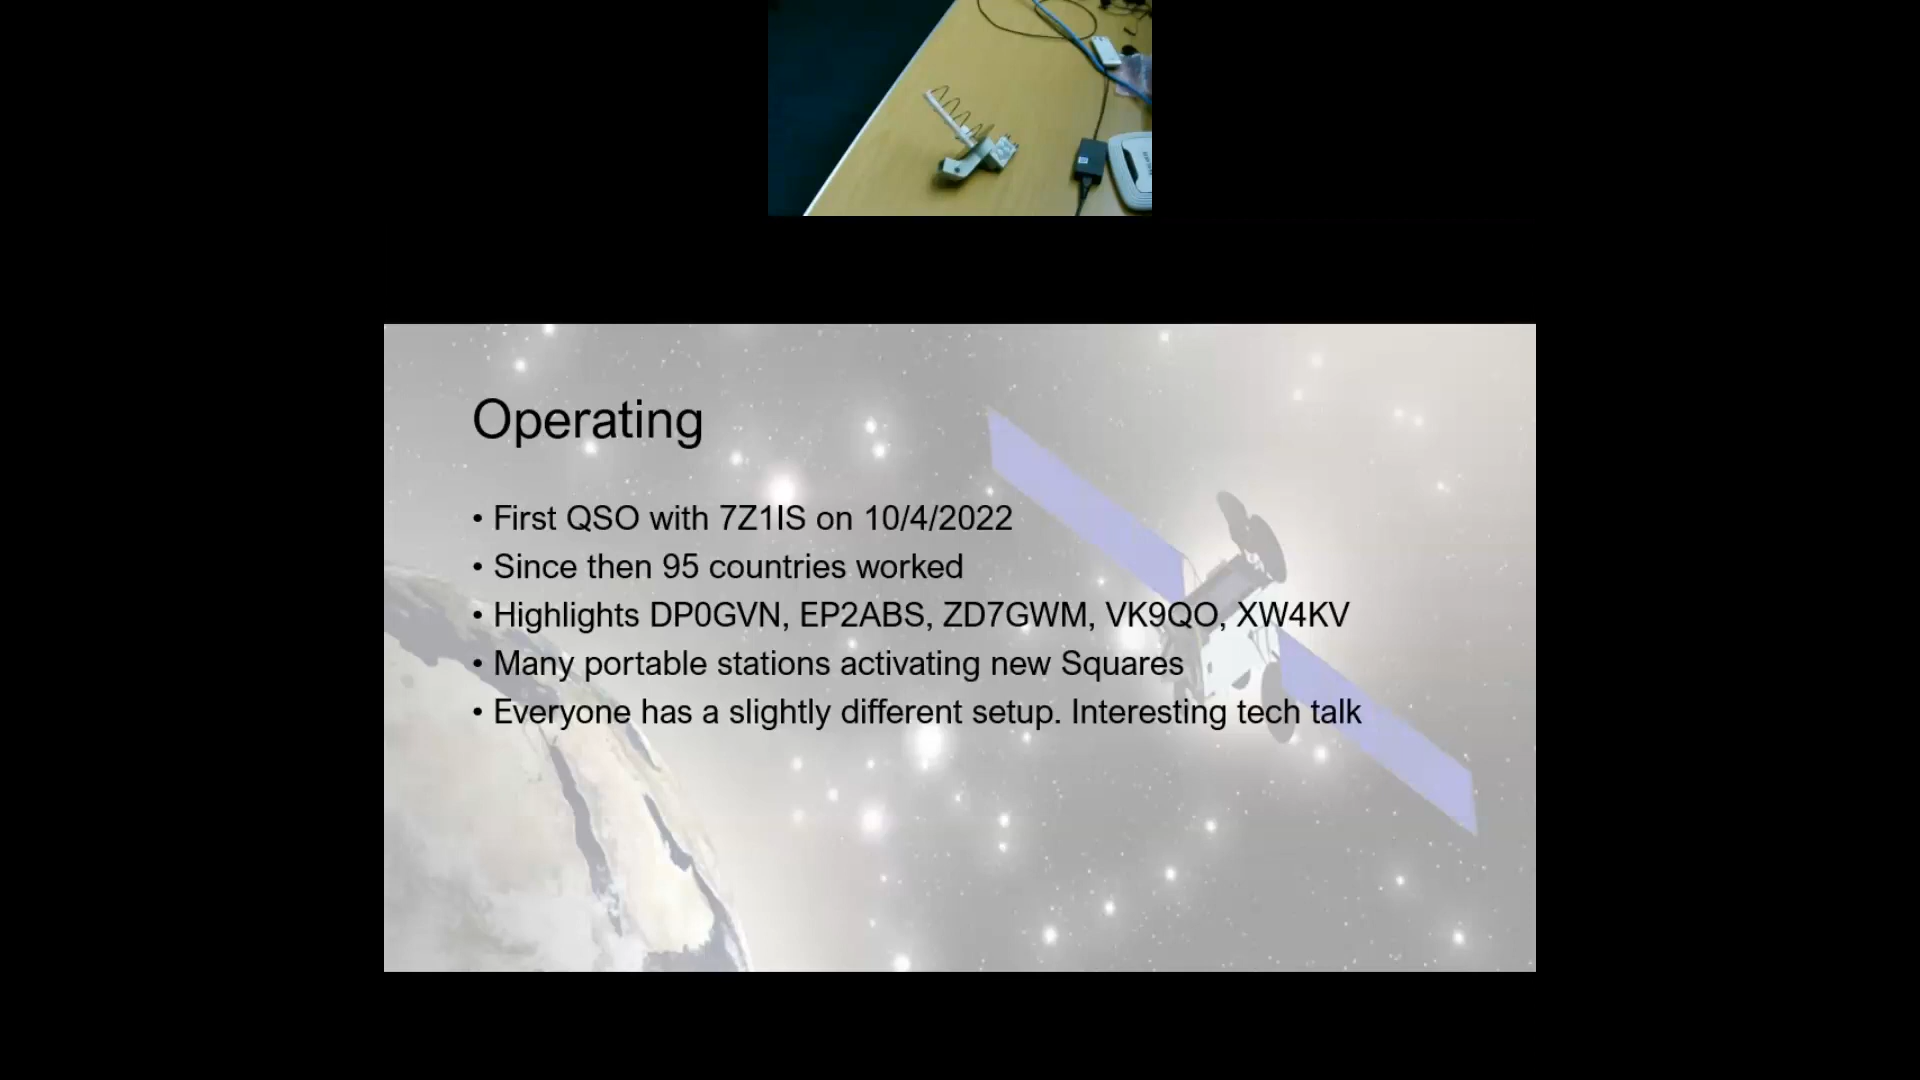 Operating
• First QSO with 7Z1IS on 10/4/2022
• Since then 95 countries worked
• Highlights DP0GVN, EP2ABS, ZD7GWM, VK9QO, XW4KV
• Many portable stations activating new Squares
• Everyone has a slightly different setup. Interesting tech talk